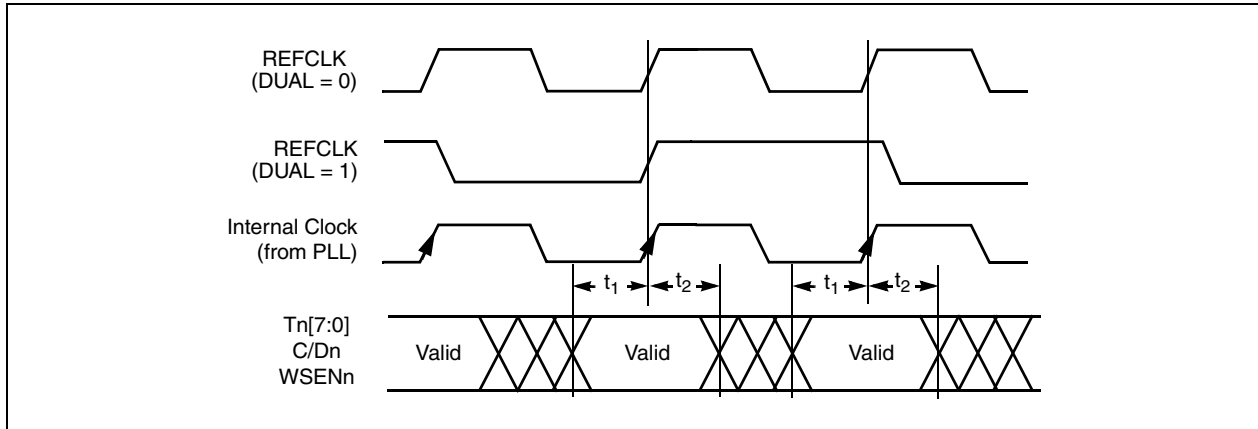 REFCLK
(DUAL = 0)
REFCLK
(DUAL = 1)
Internal Clock
(from PLL)
t1 t2 t1 t2
Tn[7:0]
C/Dn
WSENn
Valid Valid Valid